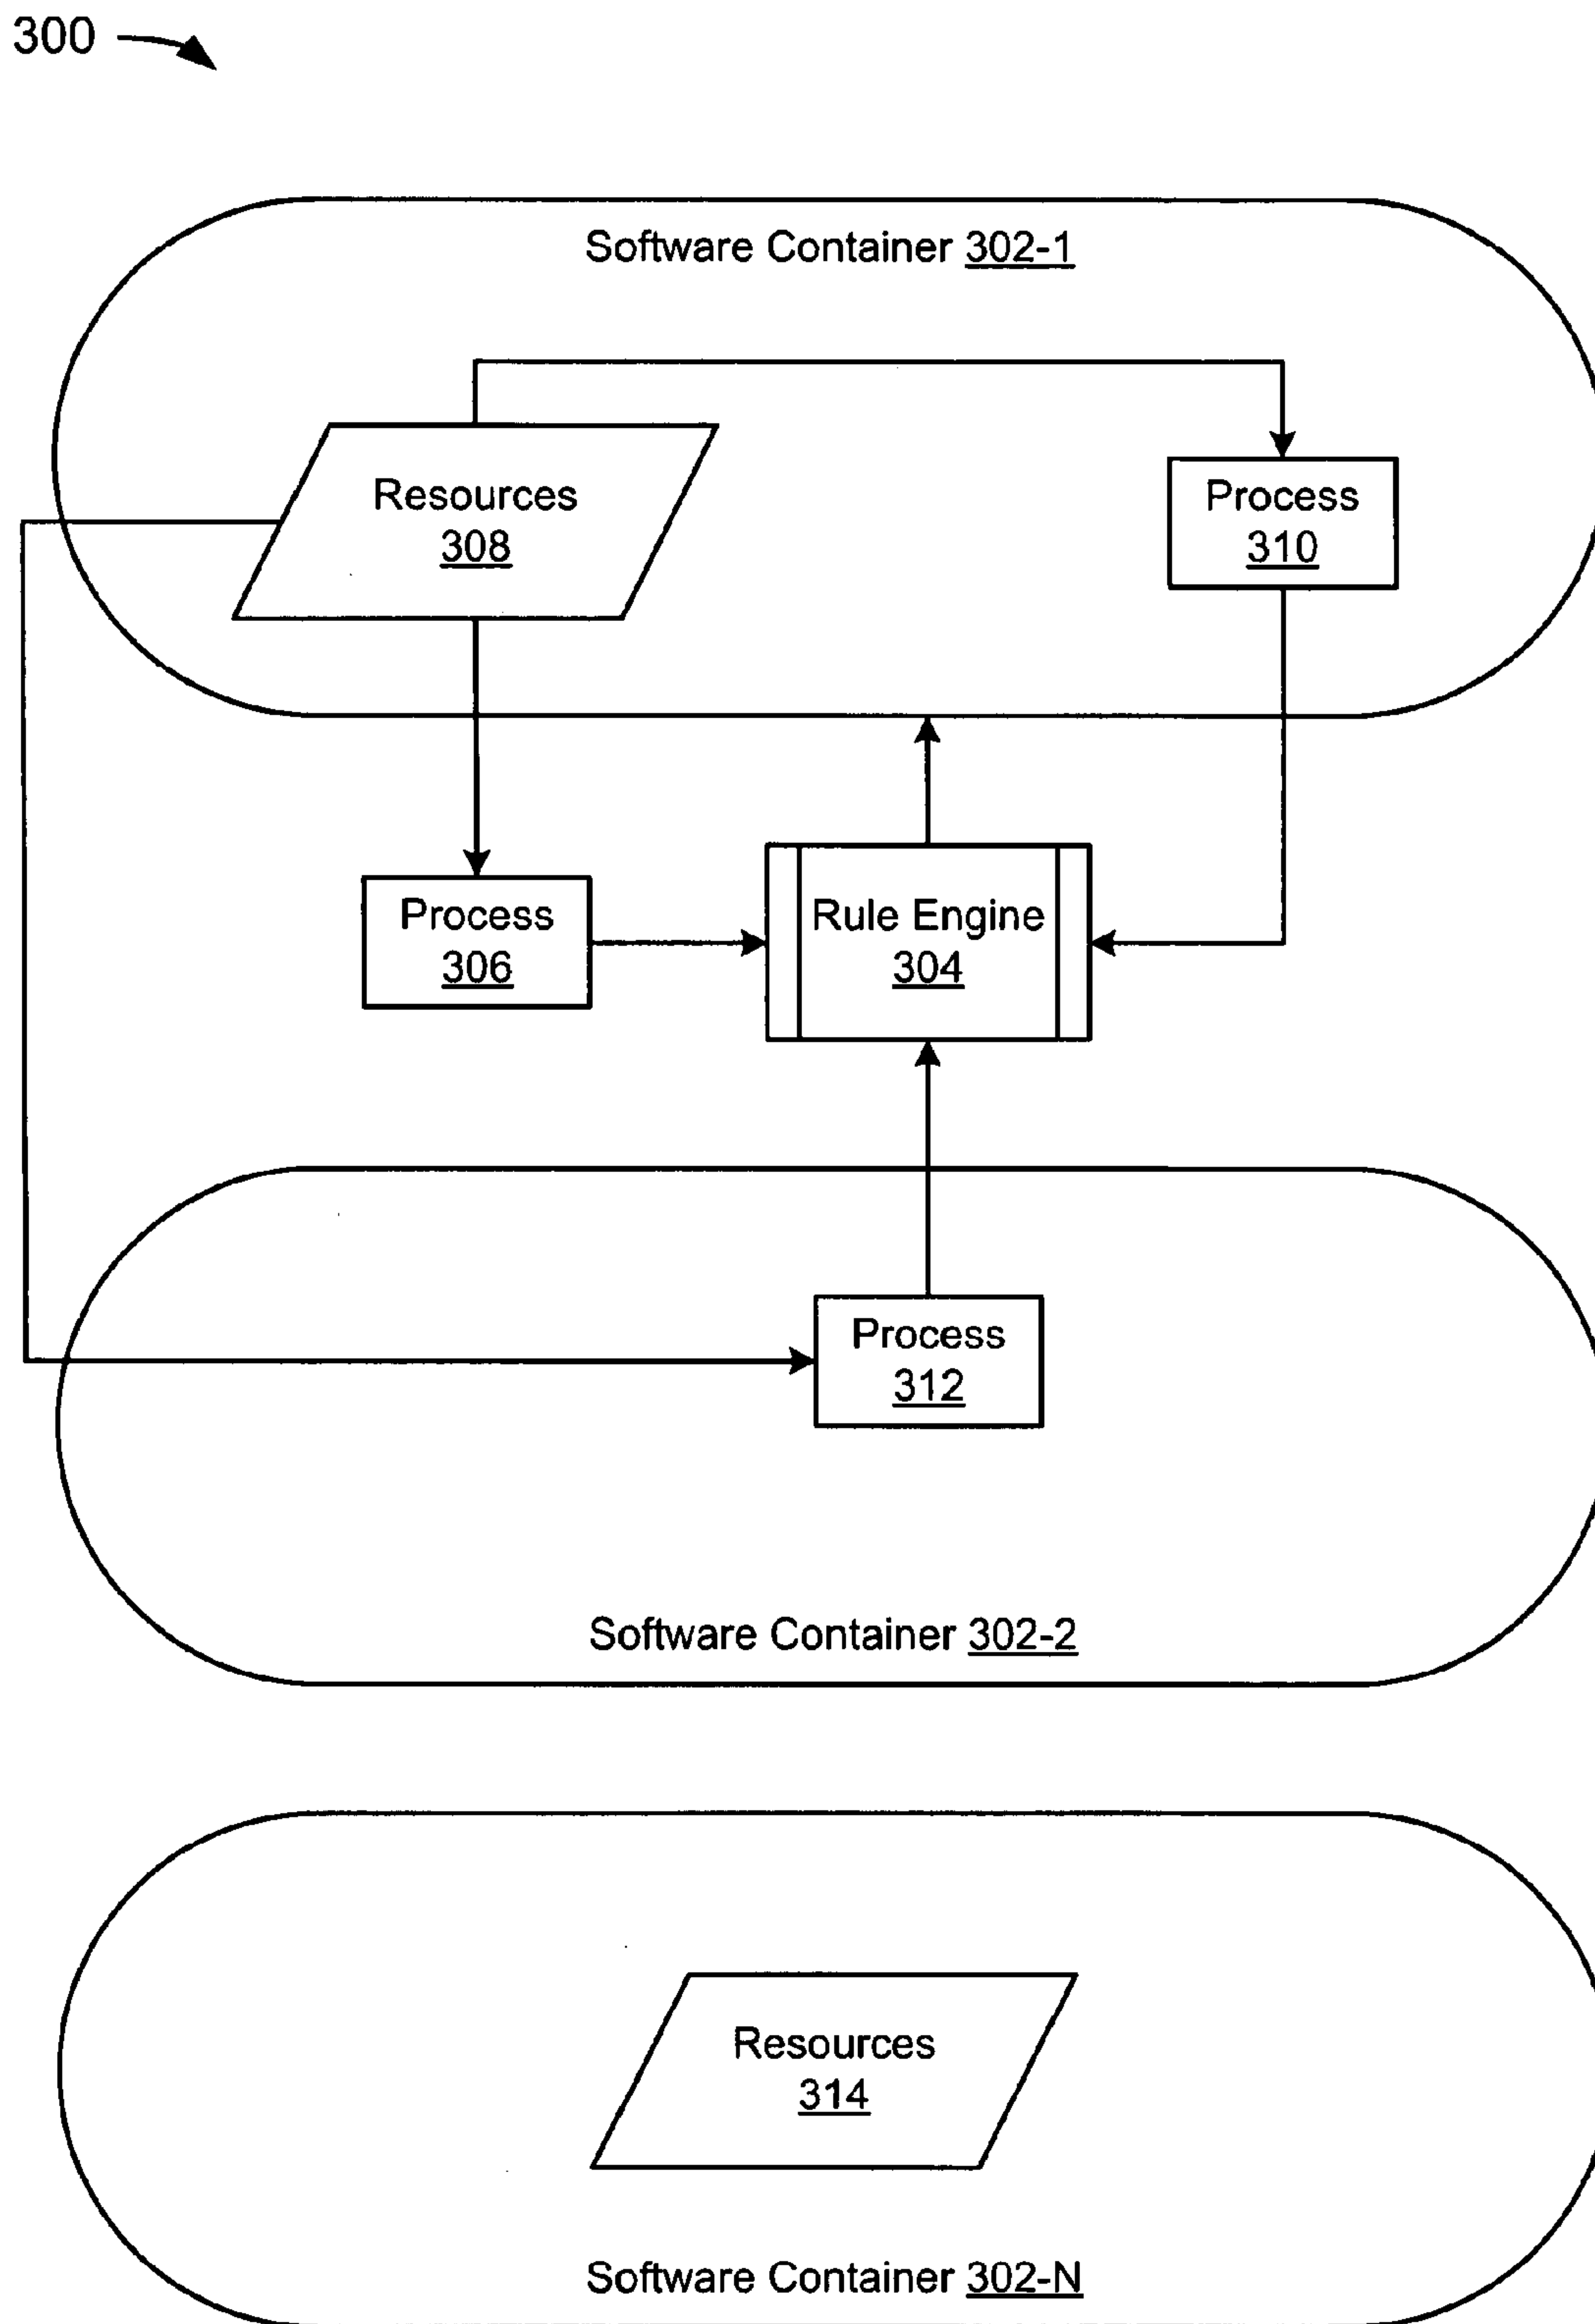 300
Software Container 302-1
Resources
308
Process
310
Process
306
Rule Engine
304
Process
312
Software Container 302-2
Resources
314
Software Container 302-N